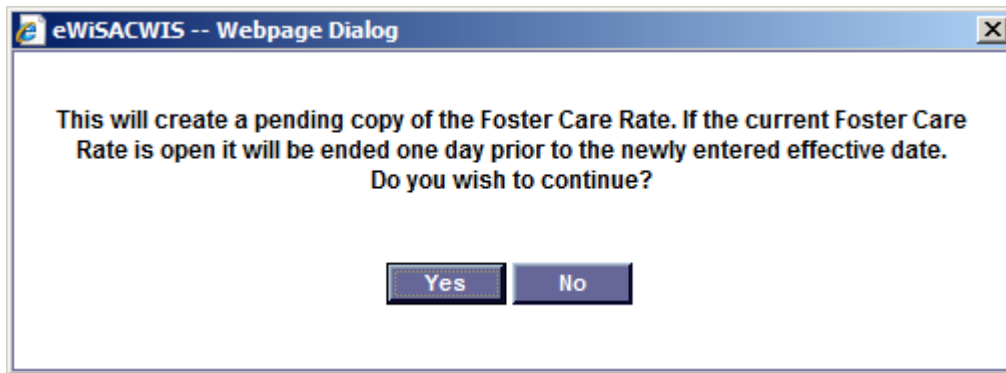 eWiSACWIS -- Webpage Dialog
This will create a pending copy of the Foster Care Rate. If the current Foster Care
Rate is open it will be ended one day prior to the newly entered effective date.
Do you wish to continue?
Yes No